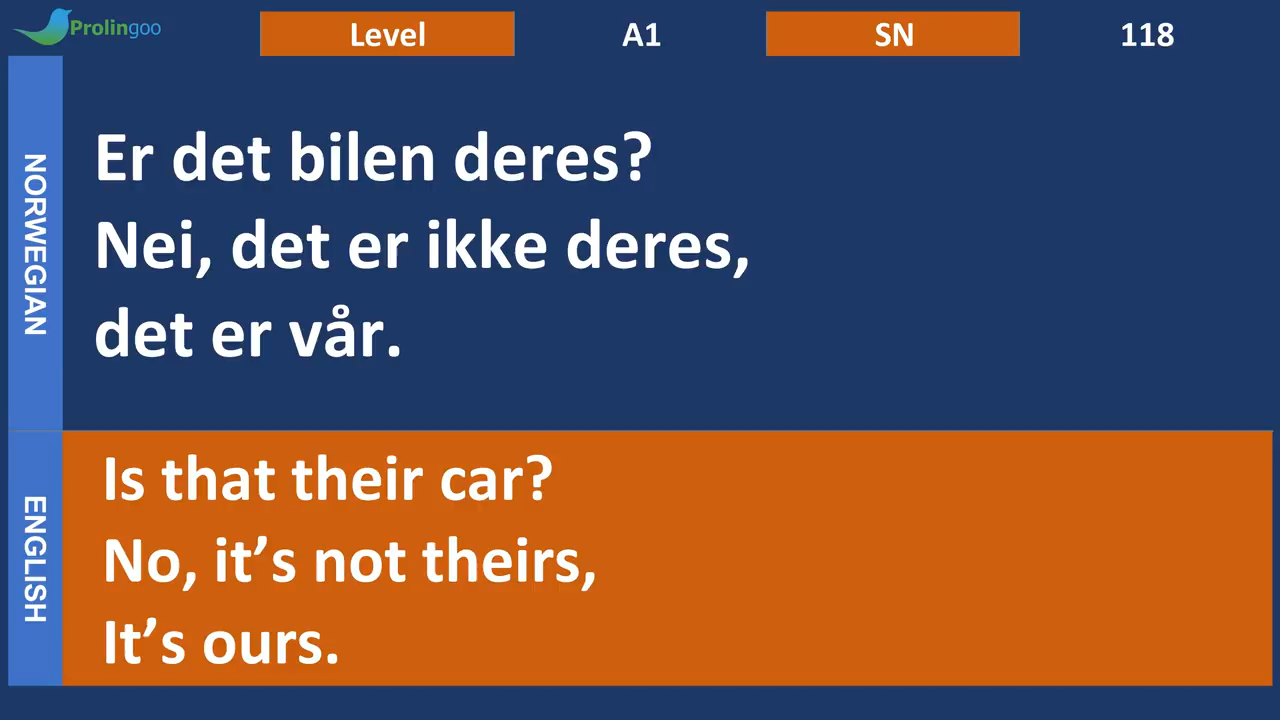 Prolingoo
Level
A1
SN
118
NORWEGIAN
Er det bilen deres?
Nei, det er ikke deres,
det er vår.
ENGLISH
Is that their car?
No, it’s not theirs,
It’s ours.